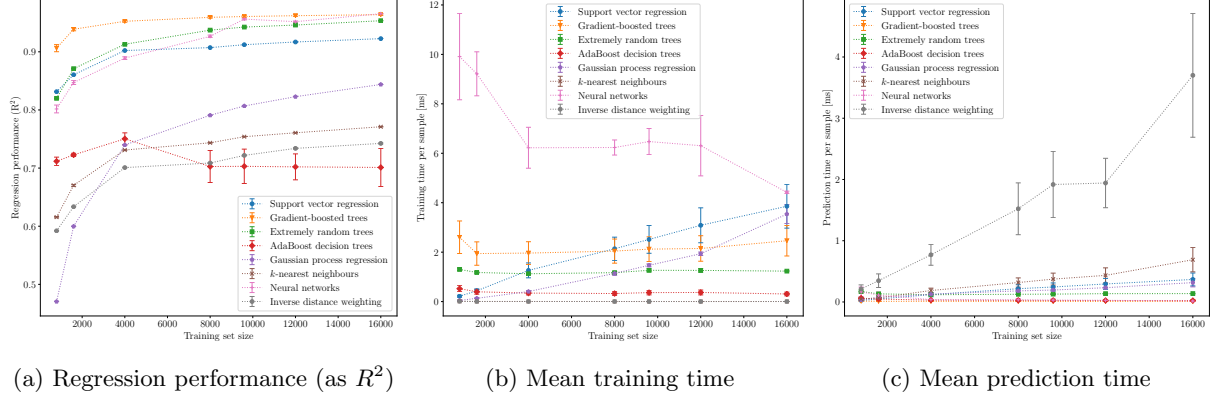 Regression performance (R²)
0.9
0.8
0.7
0.6
0.5
Support vector regression
Gradient-boosted trees
Extremely random trees
AdaBoost decision trees
Gaussian process regression
k-nearest neighbours
Neural networks
Inverse distance weighting
2000 4000 6000 8000 10000 12000 14000 16000
Training set size
Training time per sample [ms]
12
10
8
6
4
2
0
Support vector regression
Gradient-boosted trees
Extremely random trees
AdaBoost decision trees
Gaussian process regression
k-nearest neighbours
Neural networks
Inverse distance weighting
2000 4000 6000 8000 10000 12000 14000 16000
Training set size
Prediction time per sample [ms]
4
3
2
1
0
Support vector regression
Gradient-boosted trees
Extremely random trees
AdaBoost decision trees
Gaussian process regression
k-nearest neighbours
Neural networks
Inverse distance weighting
2000 4000 6000 8000 10000 12000 14000 16000
Training set size
(a) Regression performance (as R²)
(b) Mean training time
(c) Mean prediction time